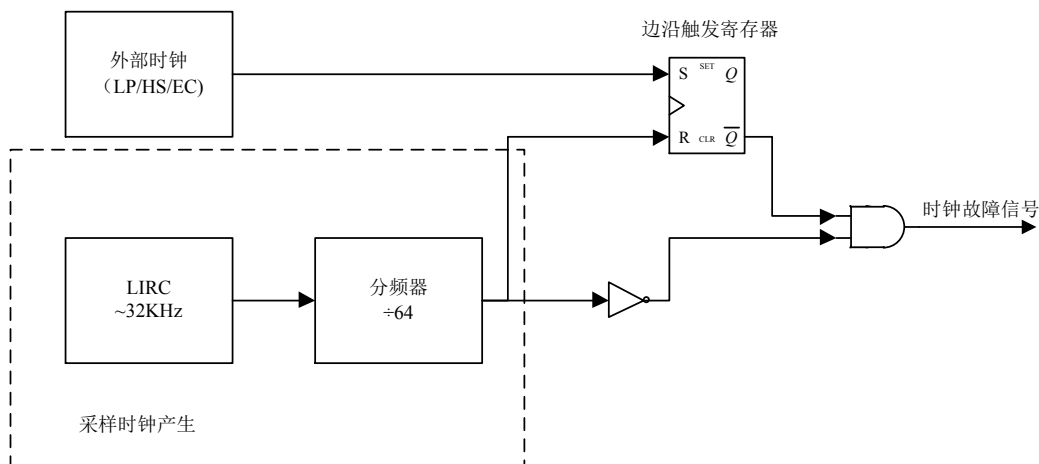 边沿触发寄存器
外部时钟
（LP/HS/EC)
S SET Q
R CLR Q
时钟故障信号
LIRC
~32KHz
分频器
÷64
采样时钟产生